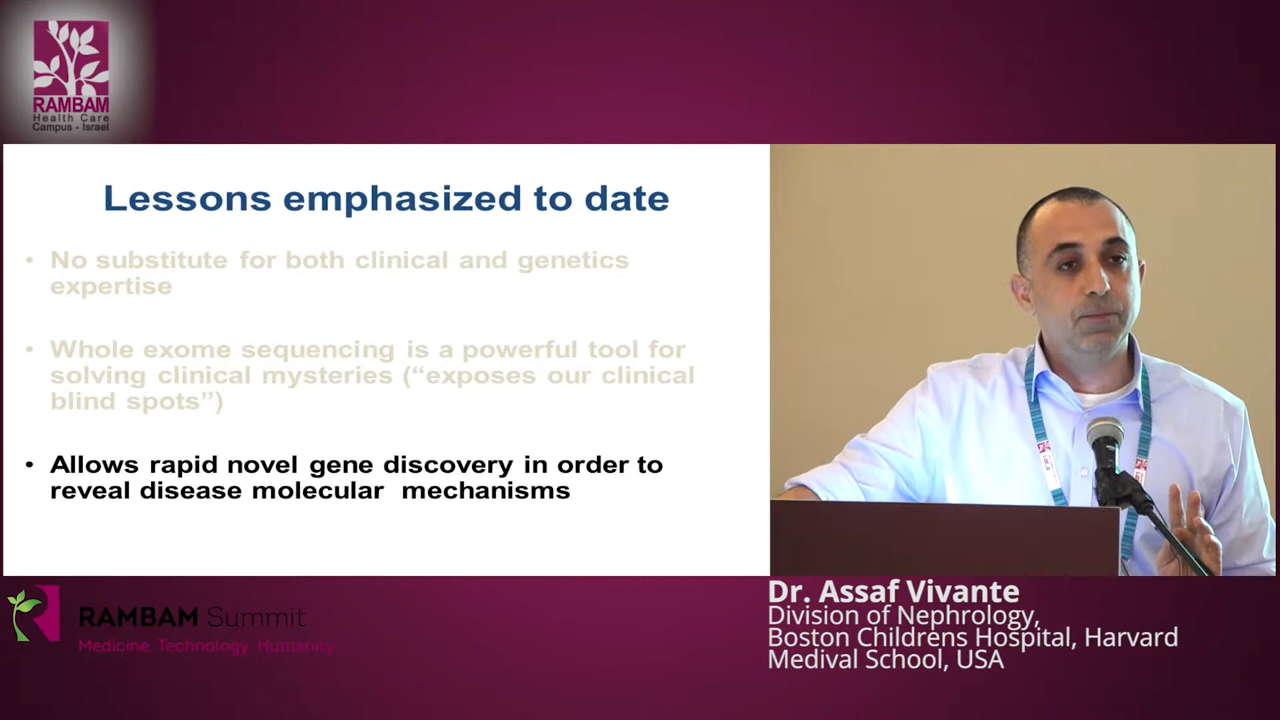 RAMBAM
Health Care
Campus - Israel
Lessons emphasized to date
• No substitute for both clinical and genetics
expertise
• Whole exome sequencing is a powerful tool for
solving clinical mysteries (“exposes our clinical
blind spots”)
• Allows rapid novel gene discovery in order to
reveal disease molecular mechanisms
RAMBAM Summit
Medicine. Technology. Humanity.
Dr. Assaf Vivante
Division of Nephrology,
Boston Childrens Hospital, Harvard
Medival School, USA